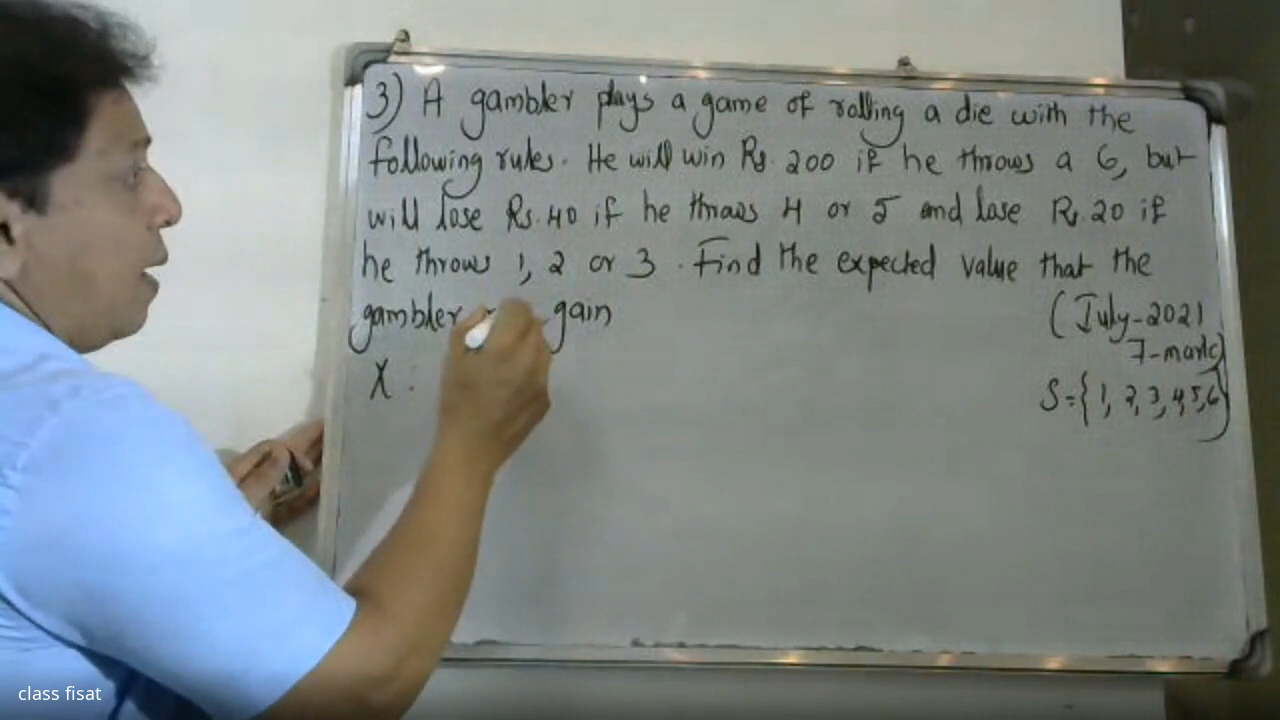 3) A gambler plays a game of rolling a die with the
following rules. He will win Rs. 200 if he throws a 6, but
will lose Rs. 40 if he throws 4 or 5 and lose Rs. 20 if
he throws 1, 2 or 3. Find the expected value that the
gambler gain
(July-2021
7-mark)
X :
S={1, 2, 3, 4, 5, 6}
class fisat